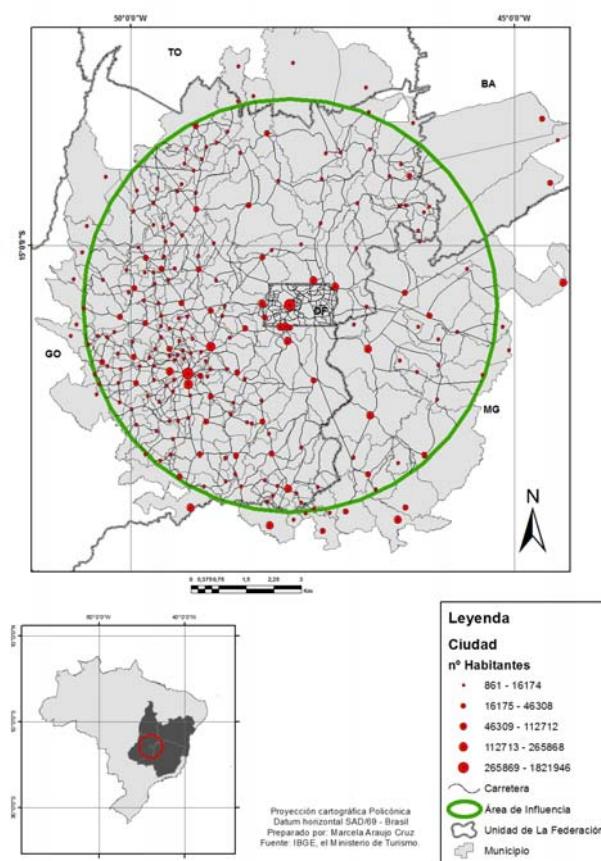 50°0'0"W
45°0'0"W
TO
BA
15°0'0"S
DF
GO
MG
N
0 0,375 0,75 1,5 2,25 3
Km
Leyenda
Ciudad
nº Habitantes
861 - 16174
16175 - 46308
46309 - 112712
112713 - 265868
265869 - 1821946
Carretera
Área de Influencia
Unidad de La Federación
Municipio
Proyección cartográfica Policónica
Datum horizontal SAD/69 - Brasil
Preparado por: Marcela Araujo Cruz
Fuente: IBGE, el Ministerio de Turismo.